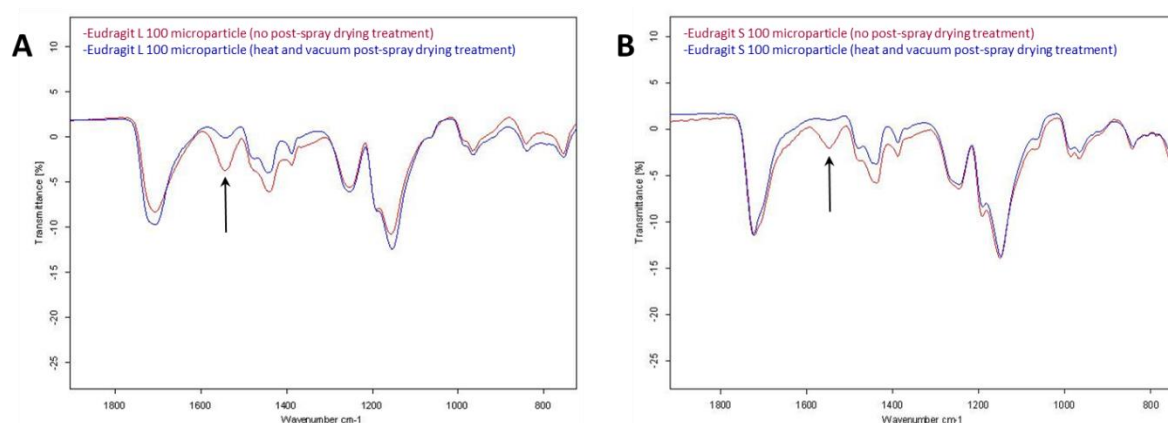 A
-Eudragit L 100 microparticle (no post-spray drying treatment)
-Eudragit L 100 microparticle (heat and vacuum post-spray drying treatment)
Transmittance [%]
10
5
0
-5
-10
-15
-20
-25
1800
1600
1400
1200
1000
800
Wavenumber cm-1
B
-Eudragit S 100 microparticle (no post-spray drying treatment)
-Eudragit S 100 microparticle (heat and vacuum post-spray drying treatment)
Transmittance [%]
10
5
0
-5
-10
-15
-20
-25
1800
1600
1400
1200
1000
800
Wavenumber cm-1